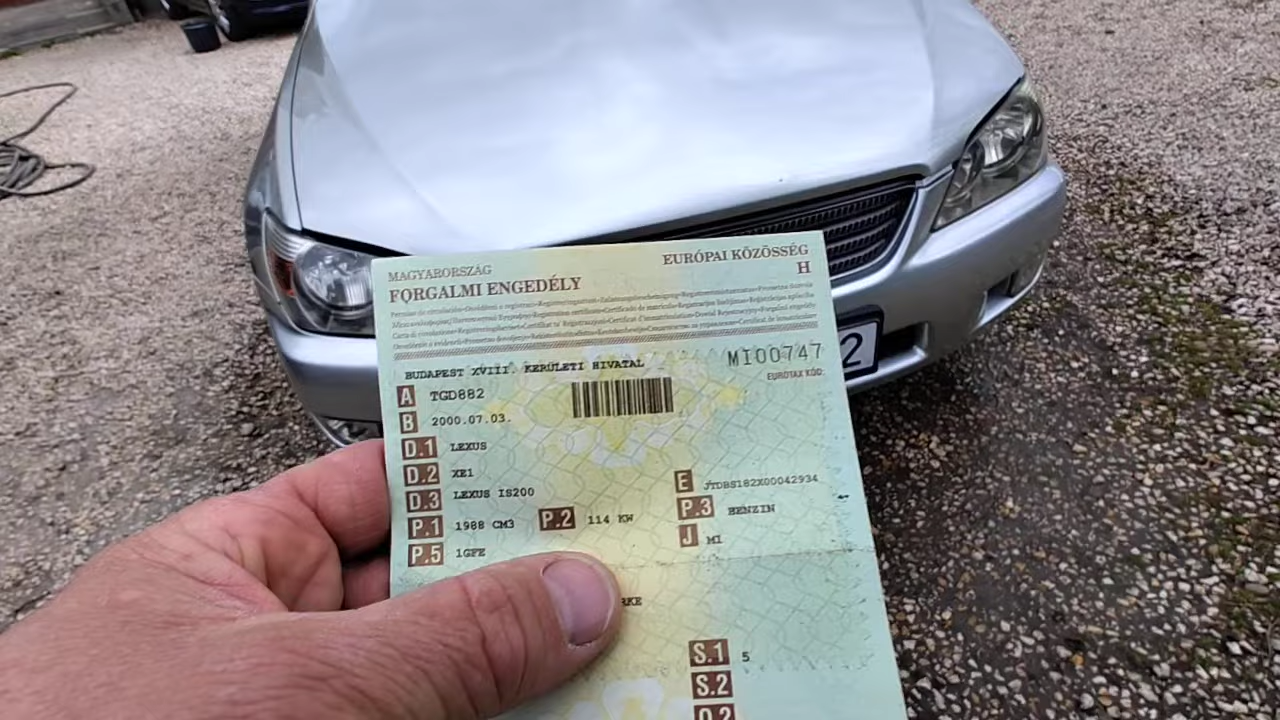 MAGYARORSZÁG
EURÓPAI KÖZÖSSÉG
FORGALMI ENGEDÉLY
H
BUDAPEST XVIII. KERÜLETI HIVATAL
MI00747
EUROTAX KÓD:
A TGD882
B 2000.07.03.
D.1 LEXUS
D.2 XE1
E JTDBS182X00042934
D.3 LEXUS IS200
P.1 1988 CM3 P.2 114 KW P.3 BENZIN
J M1
P.5 1GFE
RKE
S.1 5
S.2
2